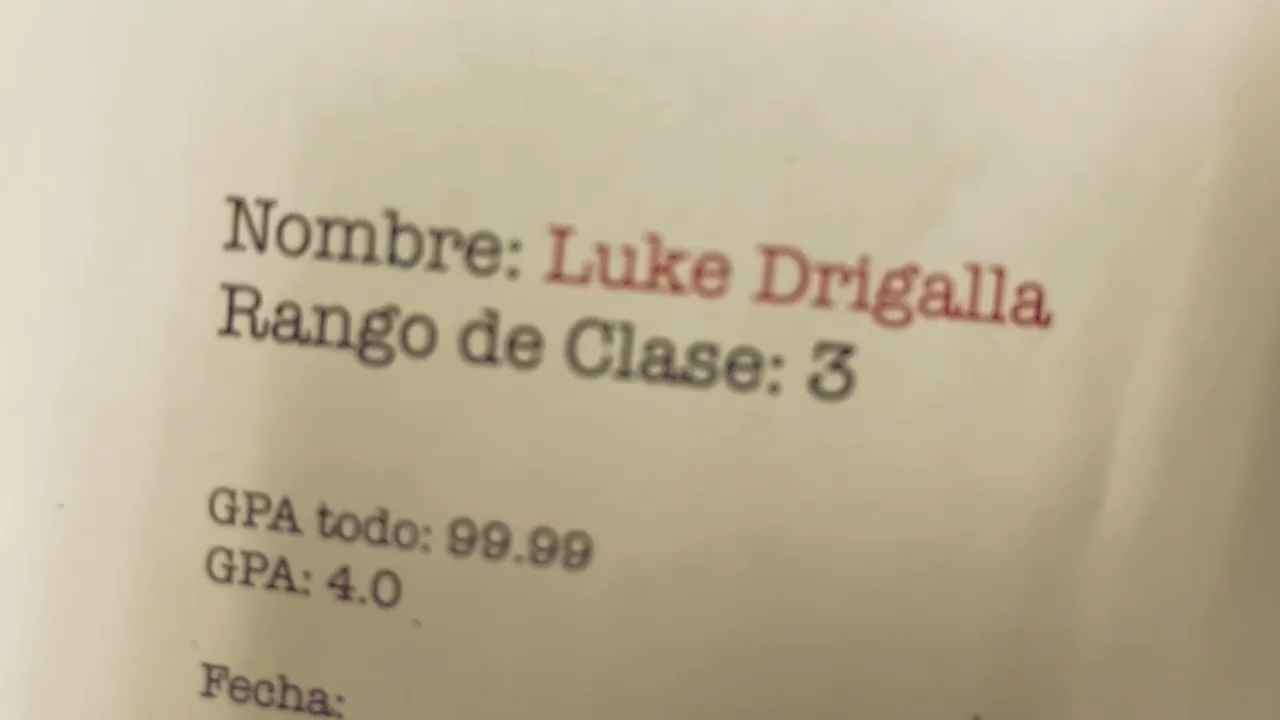 Nombre: Luke Drigalla
Rango de Clase: 3
GPA todo: 99.99
GPA: 4.0
Fecha: